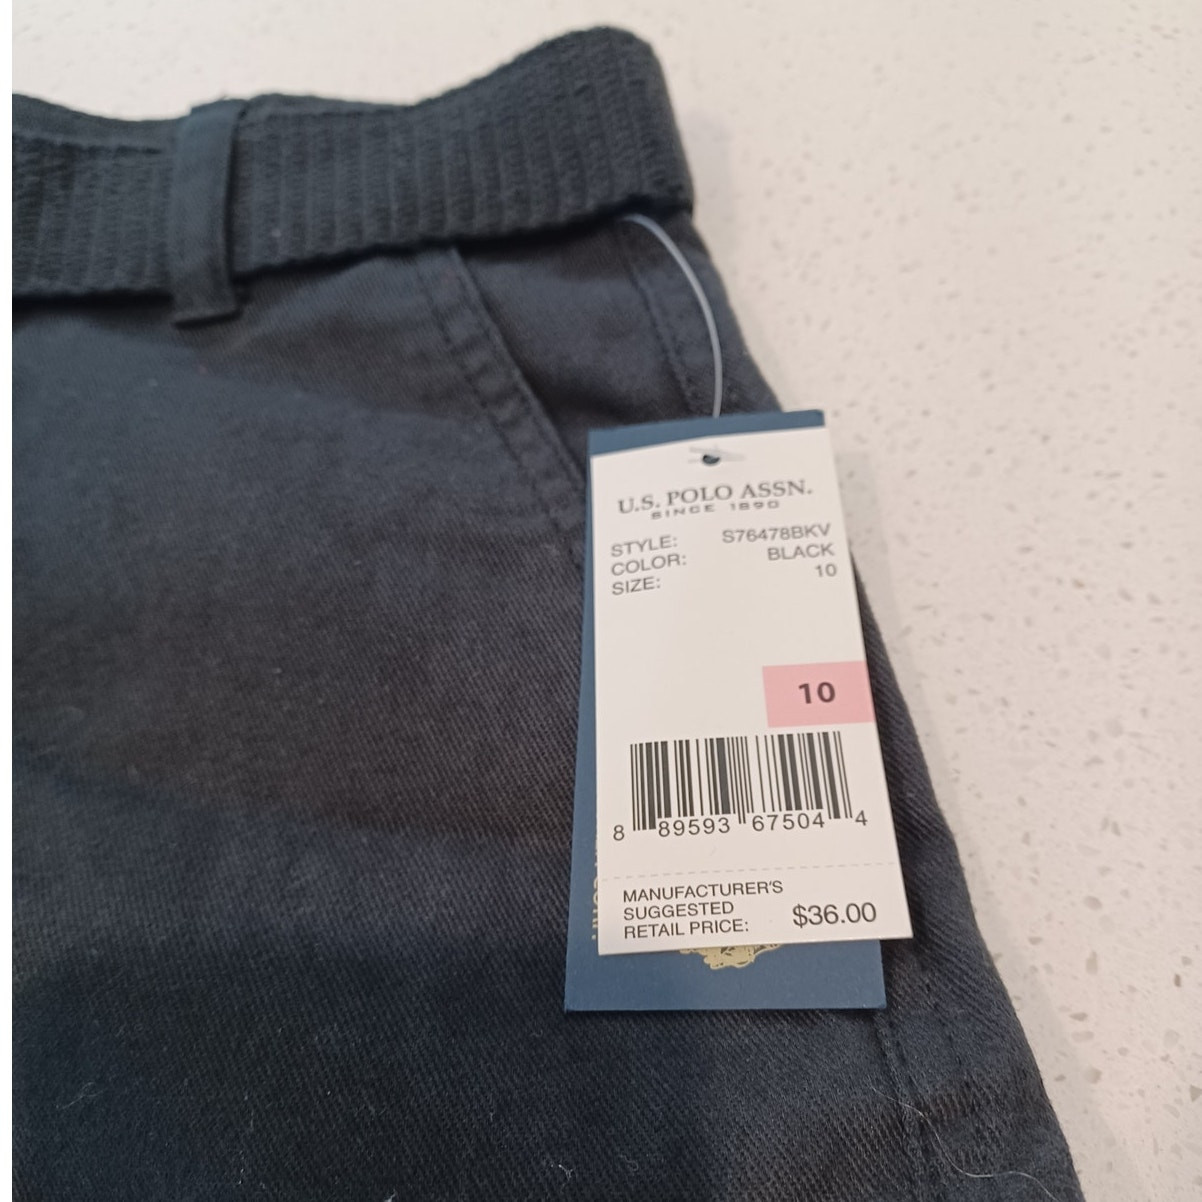 U.S. POLO ASSN.
SINCE 1890
STYLE: S76478BKV
COLOR: BLACK
SIZE: 10
10
8 89593 67504 4
MANUFACTURER'S
SUGGESTED
RETAIL PRICE: $36.00